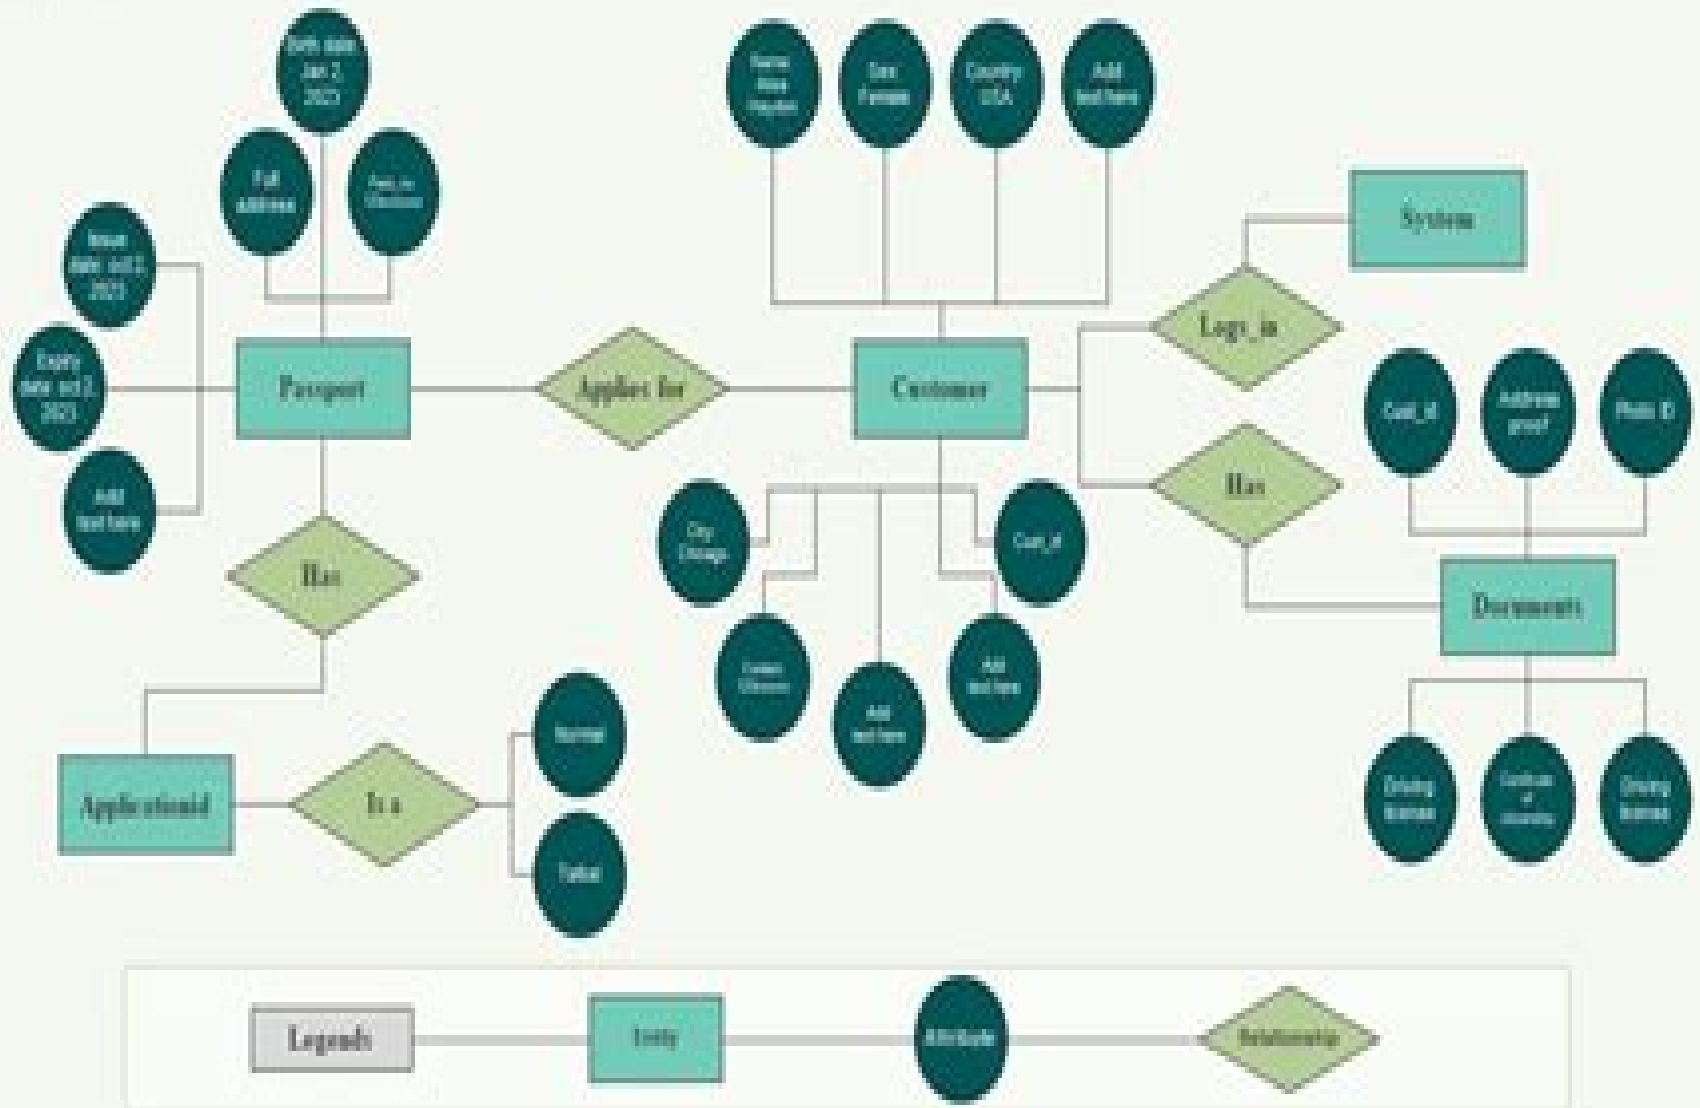 Birth date
Jan 2,
2023
Full
address
Issue
date: oct 2,
2023
Expiry
date: oct 2,
2023
Add
text here
Passport
Applies for
Name
Sex
Female
Country
USA
Add
text here
Customer
System
Logs_in
Has
Cust_id
Address
proof
Photo ID
Documents
Driving
license
of
Driving
license
City
Chicago
Cust_id
Add
text here
Add
text here
Has
Applicationid
Is a
Normal
Tatkal
Legends
Entity
Attribute
Relationship